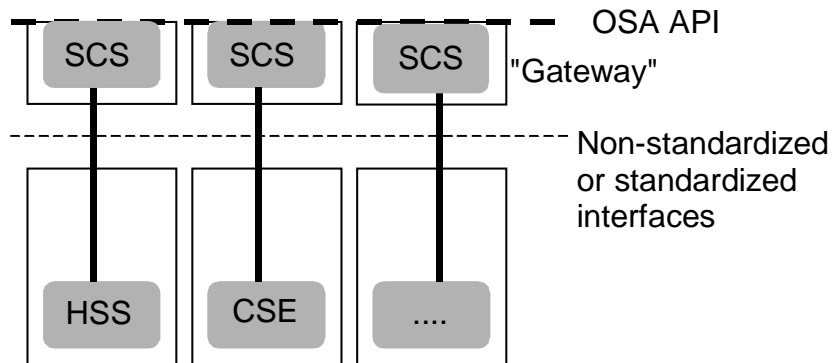 OSA API
SCS SCS SCS
"Gateway"
Non-standardized
or standardized
interfaces
HSS CSE ....